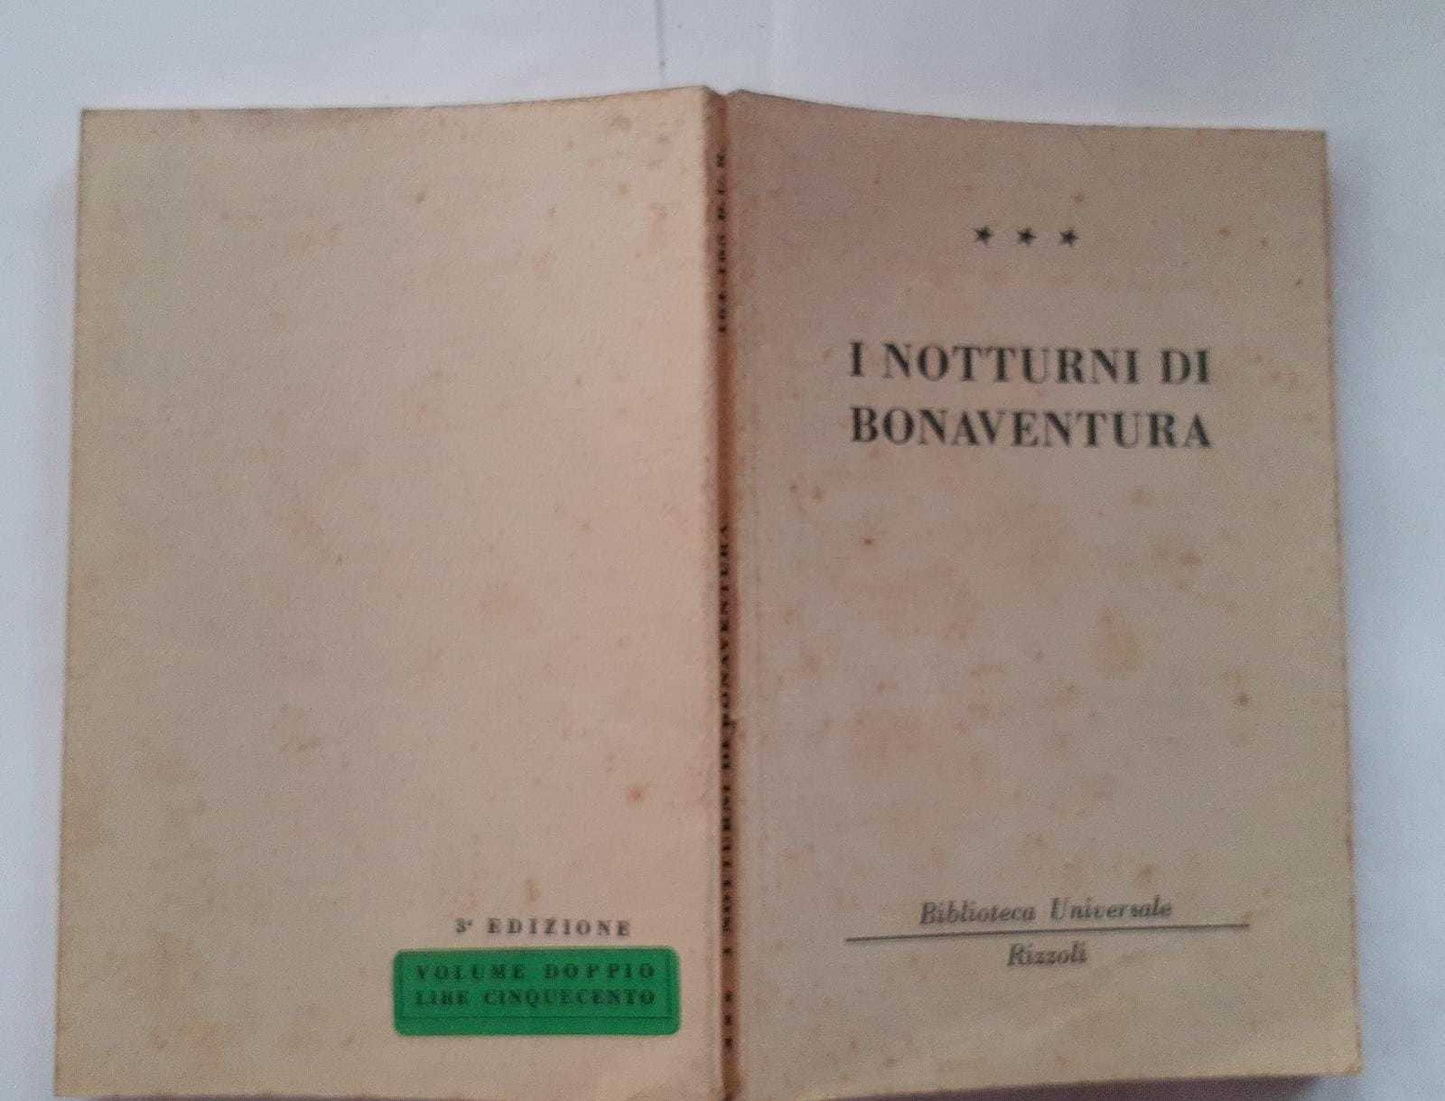 ★ ★ ★
I NOTTURNI DI
BONAVENTURA
Biblioteca Universale
Rizzoli
I NOTTURNI DI BONAVENTURA
B. U. R.
3ª EDIZIONE
VOLUME DOPPIO
LIRE CINQUECENTO